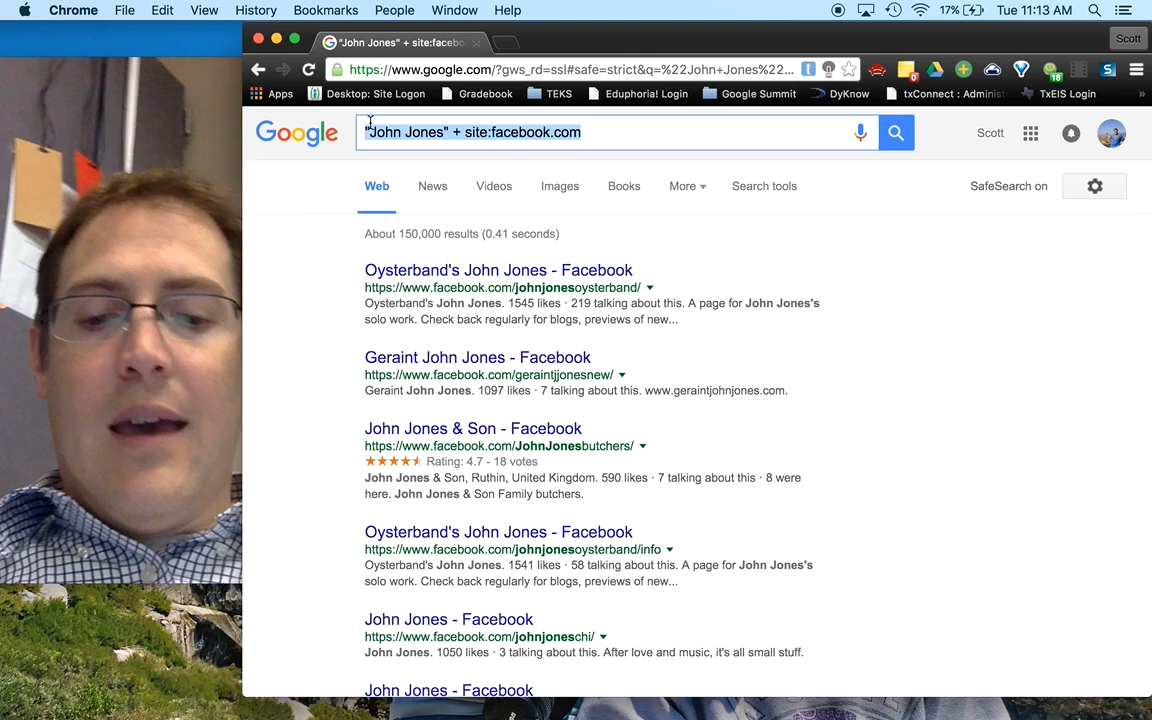 Chrome File Edit View History Bookmarks People Window Help 17% Tue 11:13 AM
"John Jones" + site:facebo Scott
https://www.google.com/?gws_rd=ssl#safe=strict&q=%22John+Jones%22... 0 18
Apps Desktop: Site Logon Gradebook TEKS Eduphoria! Login Google Summit DyKnow txConnect : Adminis TxEIS Login »
Google "John Jones" + site:facebook.com Scott
Web News Videos Images Books More Search tools SafeSearch on
About 150,000 results (0.41 seconds)
Oysterband's John Jones - Facebook
https://www.facebook.com/johnjonesoysterband/
Oysterband's John Jones. 1545 likes · 219 talking about this. A page for John Jones's
solo work. Check back regularly for blogs, previews of new...
Geraint John Jones - Facebook
https://www.facebook.com/geraintjjonesnew/
Geraint John Jones. 1097 likes · 7 talking about this. www.geraintjohnjones.com.
John Jones & Son - Facebook
https://www.facebook.com/JohnJonesbutchers/
Rating: 4.7 - 18 votes
John Jones & Son, Ruthin, United Kingdom. 590 likes · 7 talking about this · 8 were
here. John Jones & Son Family butchers.
Oysterband's John Jones - Facebook
https://www.facebook.com/johnjonesoysterband/info
Oysterband's John Jones. 1541 likes · 58 talking about this. A page for John Jones's
solo work. Check back regularly for blogs, previews of new...
John Jones - Facebook
https://www.facebook.com/johnjoneschi/
John Jones. 1050 likes · 3 talking about this. After love and music, it's all small stuff.
John Jones - Facebook